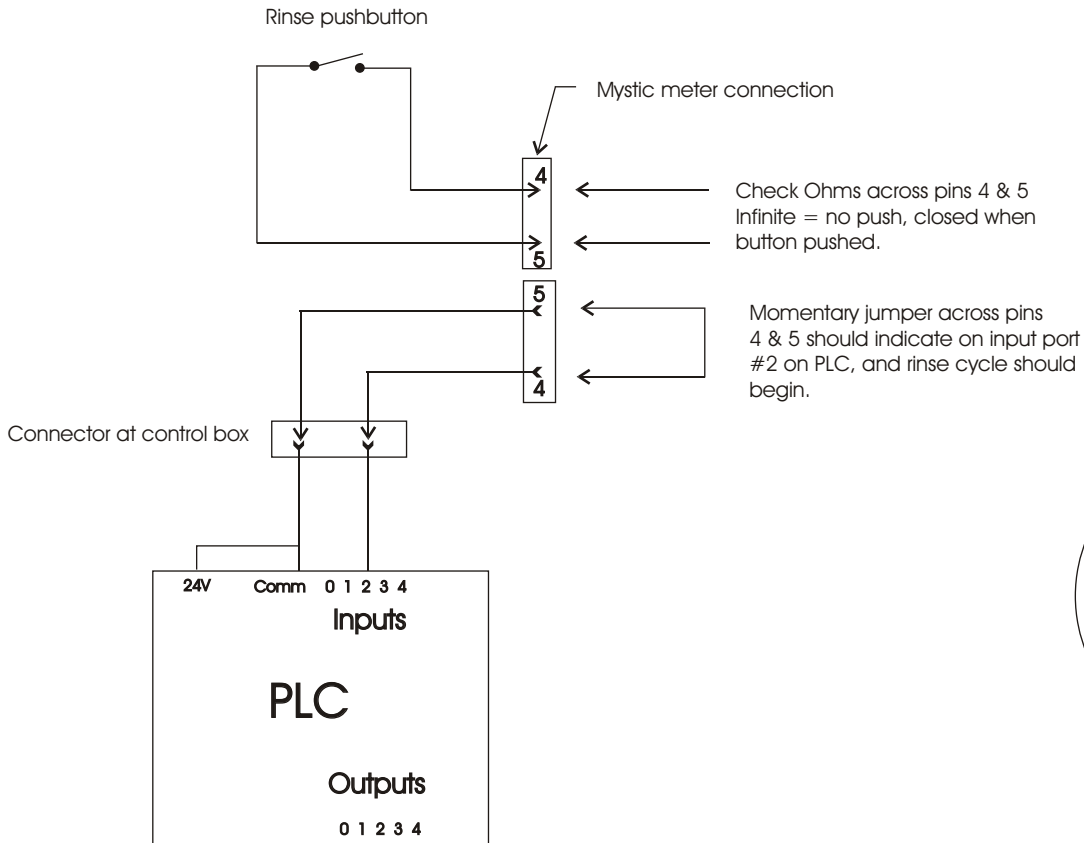 Rinse pushbutton
Mystic meter connection
4
Check Ohms across pins 4 & 5
Infinite = no push, closed when
button pushed.
5
5
Momentary jumper across pins
4 & 5 should indicate on input port
#2 on PLC, and rinse cycle should
begin.
4
Connector at control box
24V Comm 0 1 2 3 4
Inputs
PLC
Outputs
0 1 2 3 4